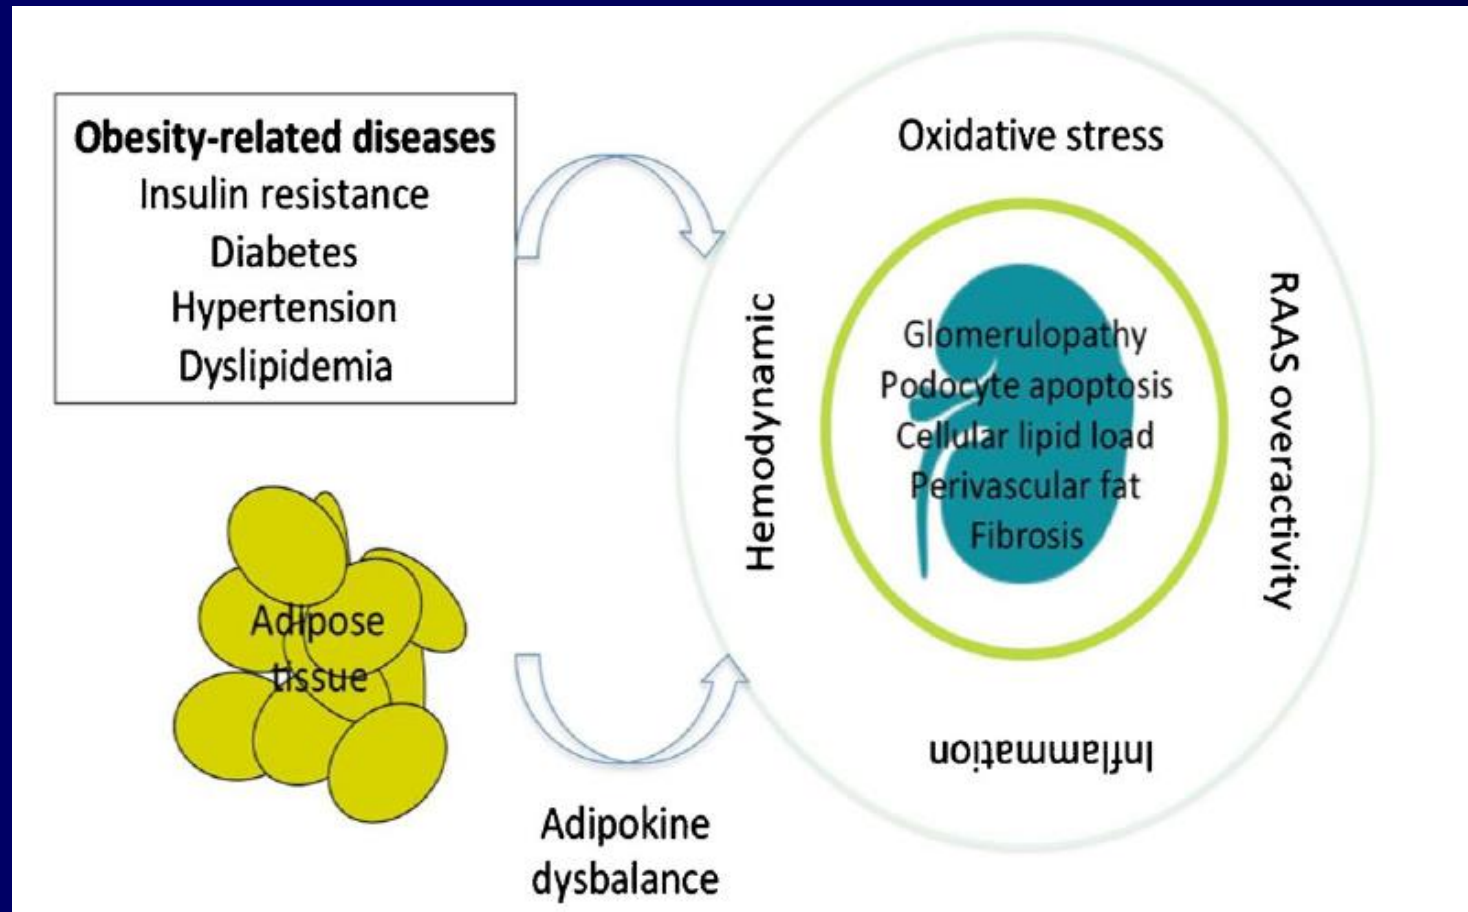 Obesity-related diseases
Insulin resistance
Diabetes
Hypertension
Dyslipidemia
Adipose
tissue
Adipokine
dysbalance
Oxidative stress
Hemodynamic
RAAS overactivity
Inflammation
Glomerulopathy
Podocyte apoptosis
Cellular lipid load
Perivascular fat
Fibrosis